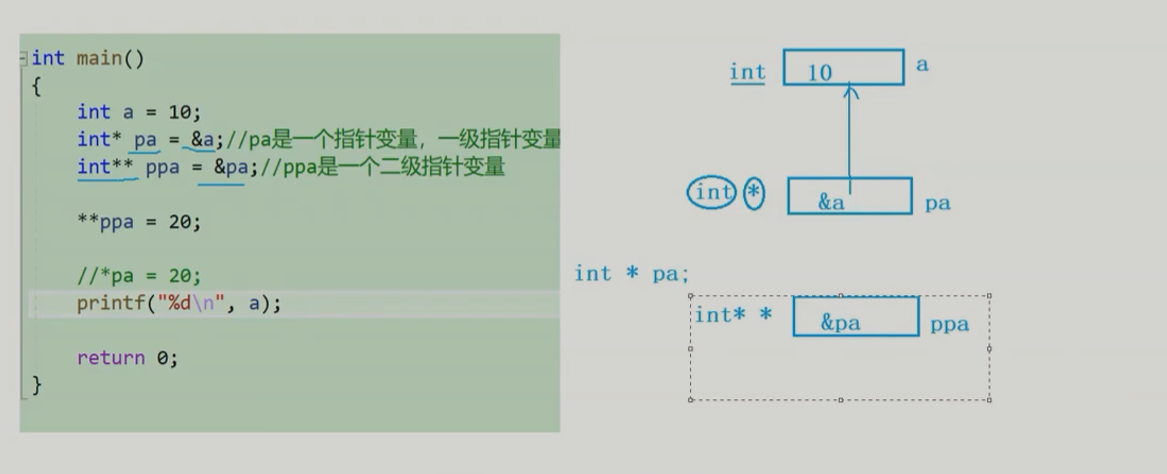 int main()
{
int a = 10;
int* pa = &a;//pa是一个指针变量，一级指针变量
int** ppa = &pa;//ppa是一个二级指针变量
**ppa = 20;
//*pa = 20;
printf("%d\n", a);
return 0;
}
int 10 a
int * &a pa
int * pa;
int* * &pa ppa